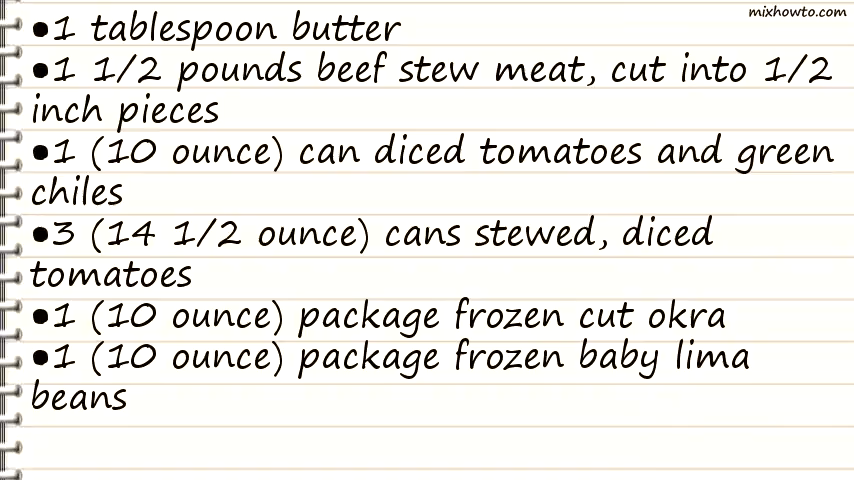 mixhowto.com
•1 tablespoon butter
•1 1/2 pounds beef stew meat, cut into 1/2
inch pieces
•1 (10 ounce) can diced tomatoes and green
chiles
•3 (14 1/2 ounce) cans stewed, diced
tomatoes
•1 (10 ounce) package frozen cut okra
•1 (10 ounce) package frozen baby lima
beans